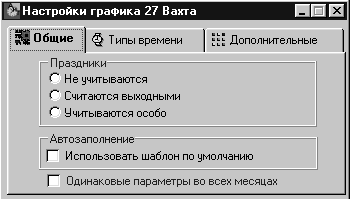 Настройки графика 27 Вахта
Общие Типы времени Дополнительные
Праздники
Не учитываются
Считаются выходными
Учитываются особо
Автозаполнение
Использовать шаблон по умолчанию
Одинаковые параметры во всех месяцах